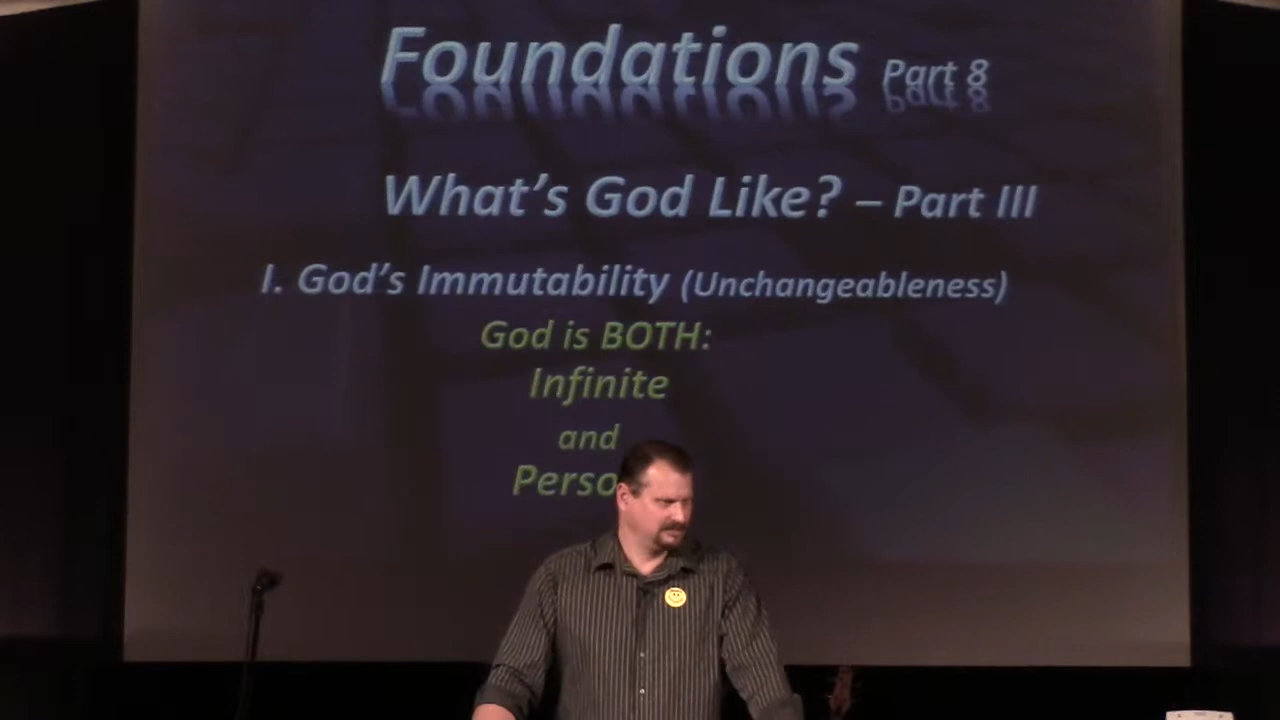 Foundations Part 8
What's God Like? – Part III
I. God's Immutability (Unchangeableness)
God is BOTH:
Infinite
and